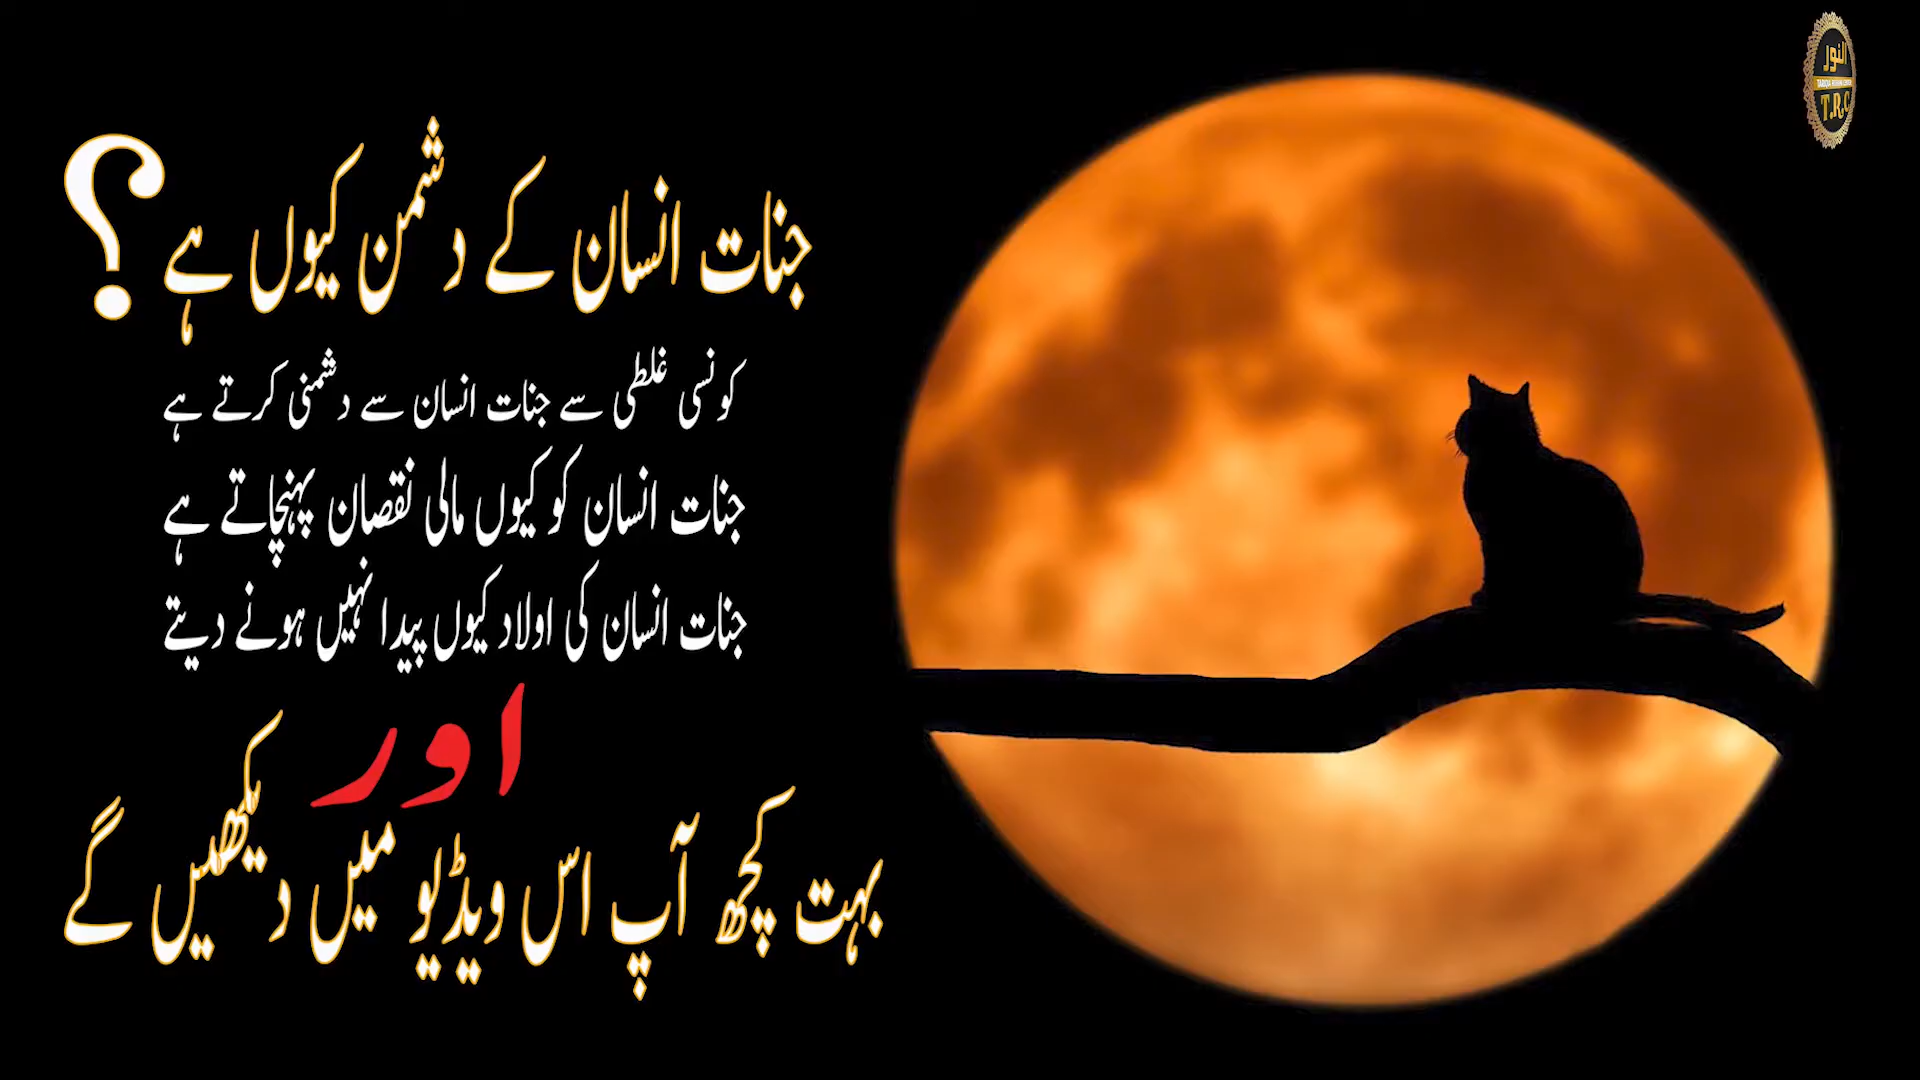 جنات انسان کے دشمن کیوں ہے؟
کونسی غلطی سے جنات انسان سے دشمنی کرتے ہے
جنات انسان کو کیوں مالی نقصان پہنچاتے ہے
جنات انسان کی اولاد کیوں پیدا نہیں ہونے دیتے
اور
بہت کچھ آپ اس ویڈیو میں دیکھیں گے
النور
T.R.C